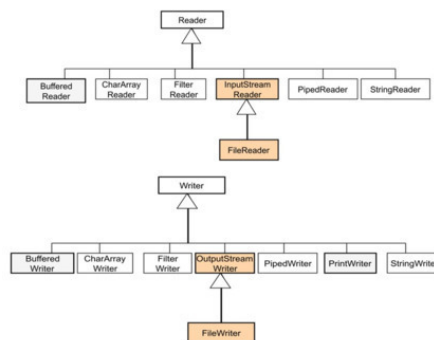 Reader
Buffered
Reader
CharArray
Reader
Filter
Reader
InputStream
Reader
PipedReader
StringReader
FileReader
Writer
Buffered
Writer
CharArray
Writer
Filter
Writer
OutputStream
Writer
PipedWriter
PrintWriter
StringWrite
FileWriter